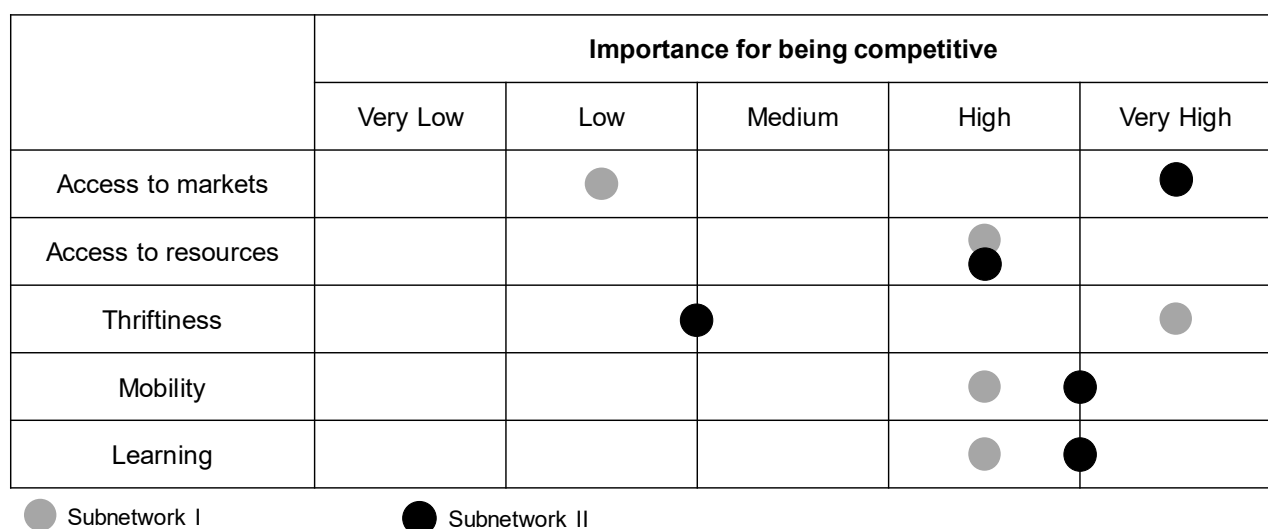 Importance for being competitive
Very Low Low Medium High Very High
Access to markets
Access to resources
Thriftiness
Mobility
Learning
Subnetwork I Subnetwork II